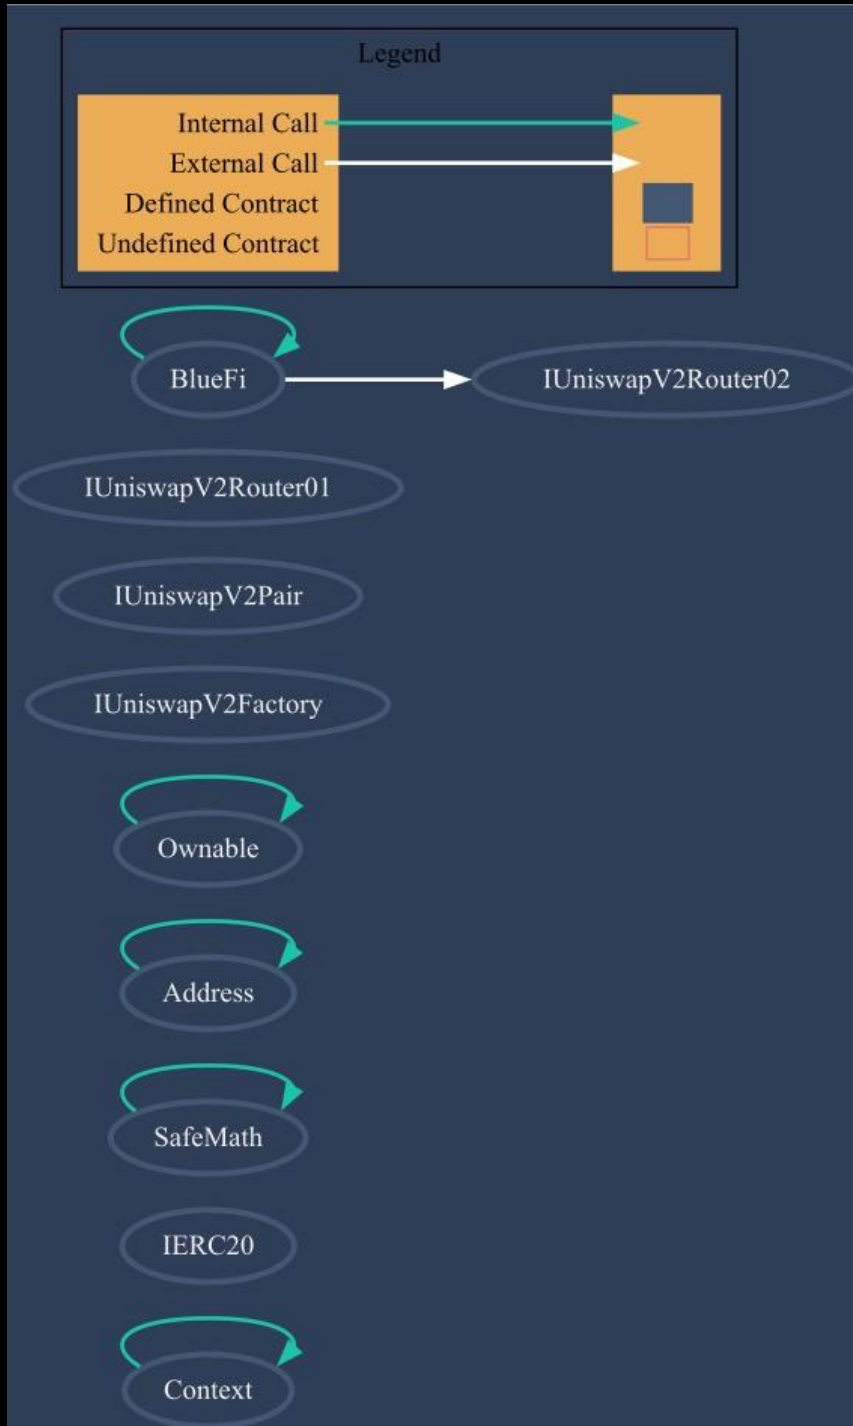 Legend
Internal Call
External Call
Defined Contract
Undefined Contract
BlueFi
IUniswapV2Router02
IUniswapV2Router01
IUniswapV2Pair
IUniswapV2Factory
Ownable
Address
SafeMath
IERC20
Context